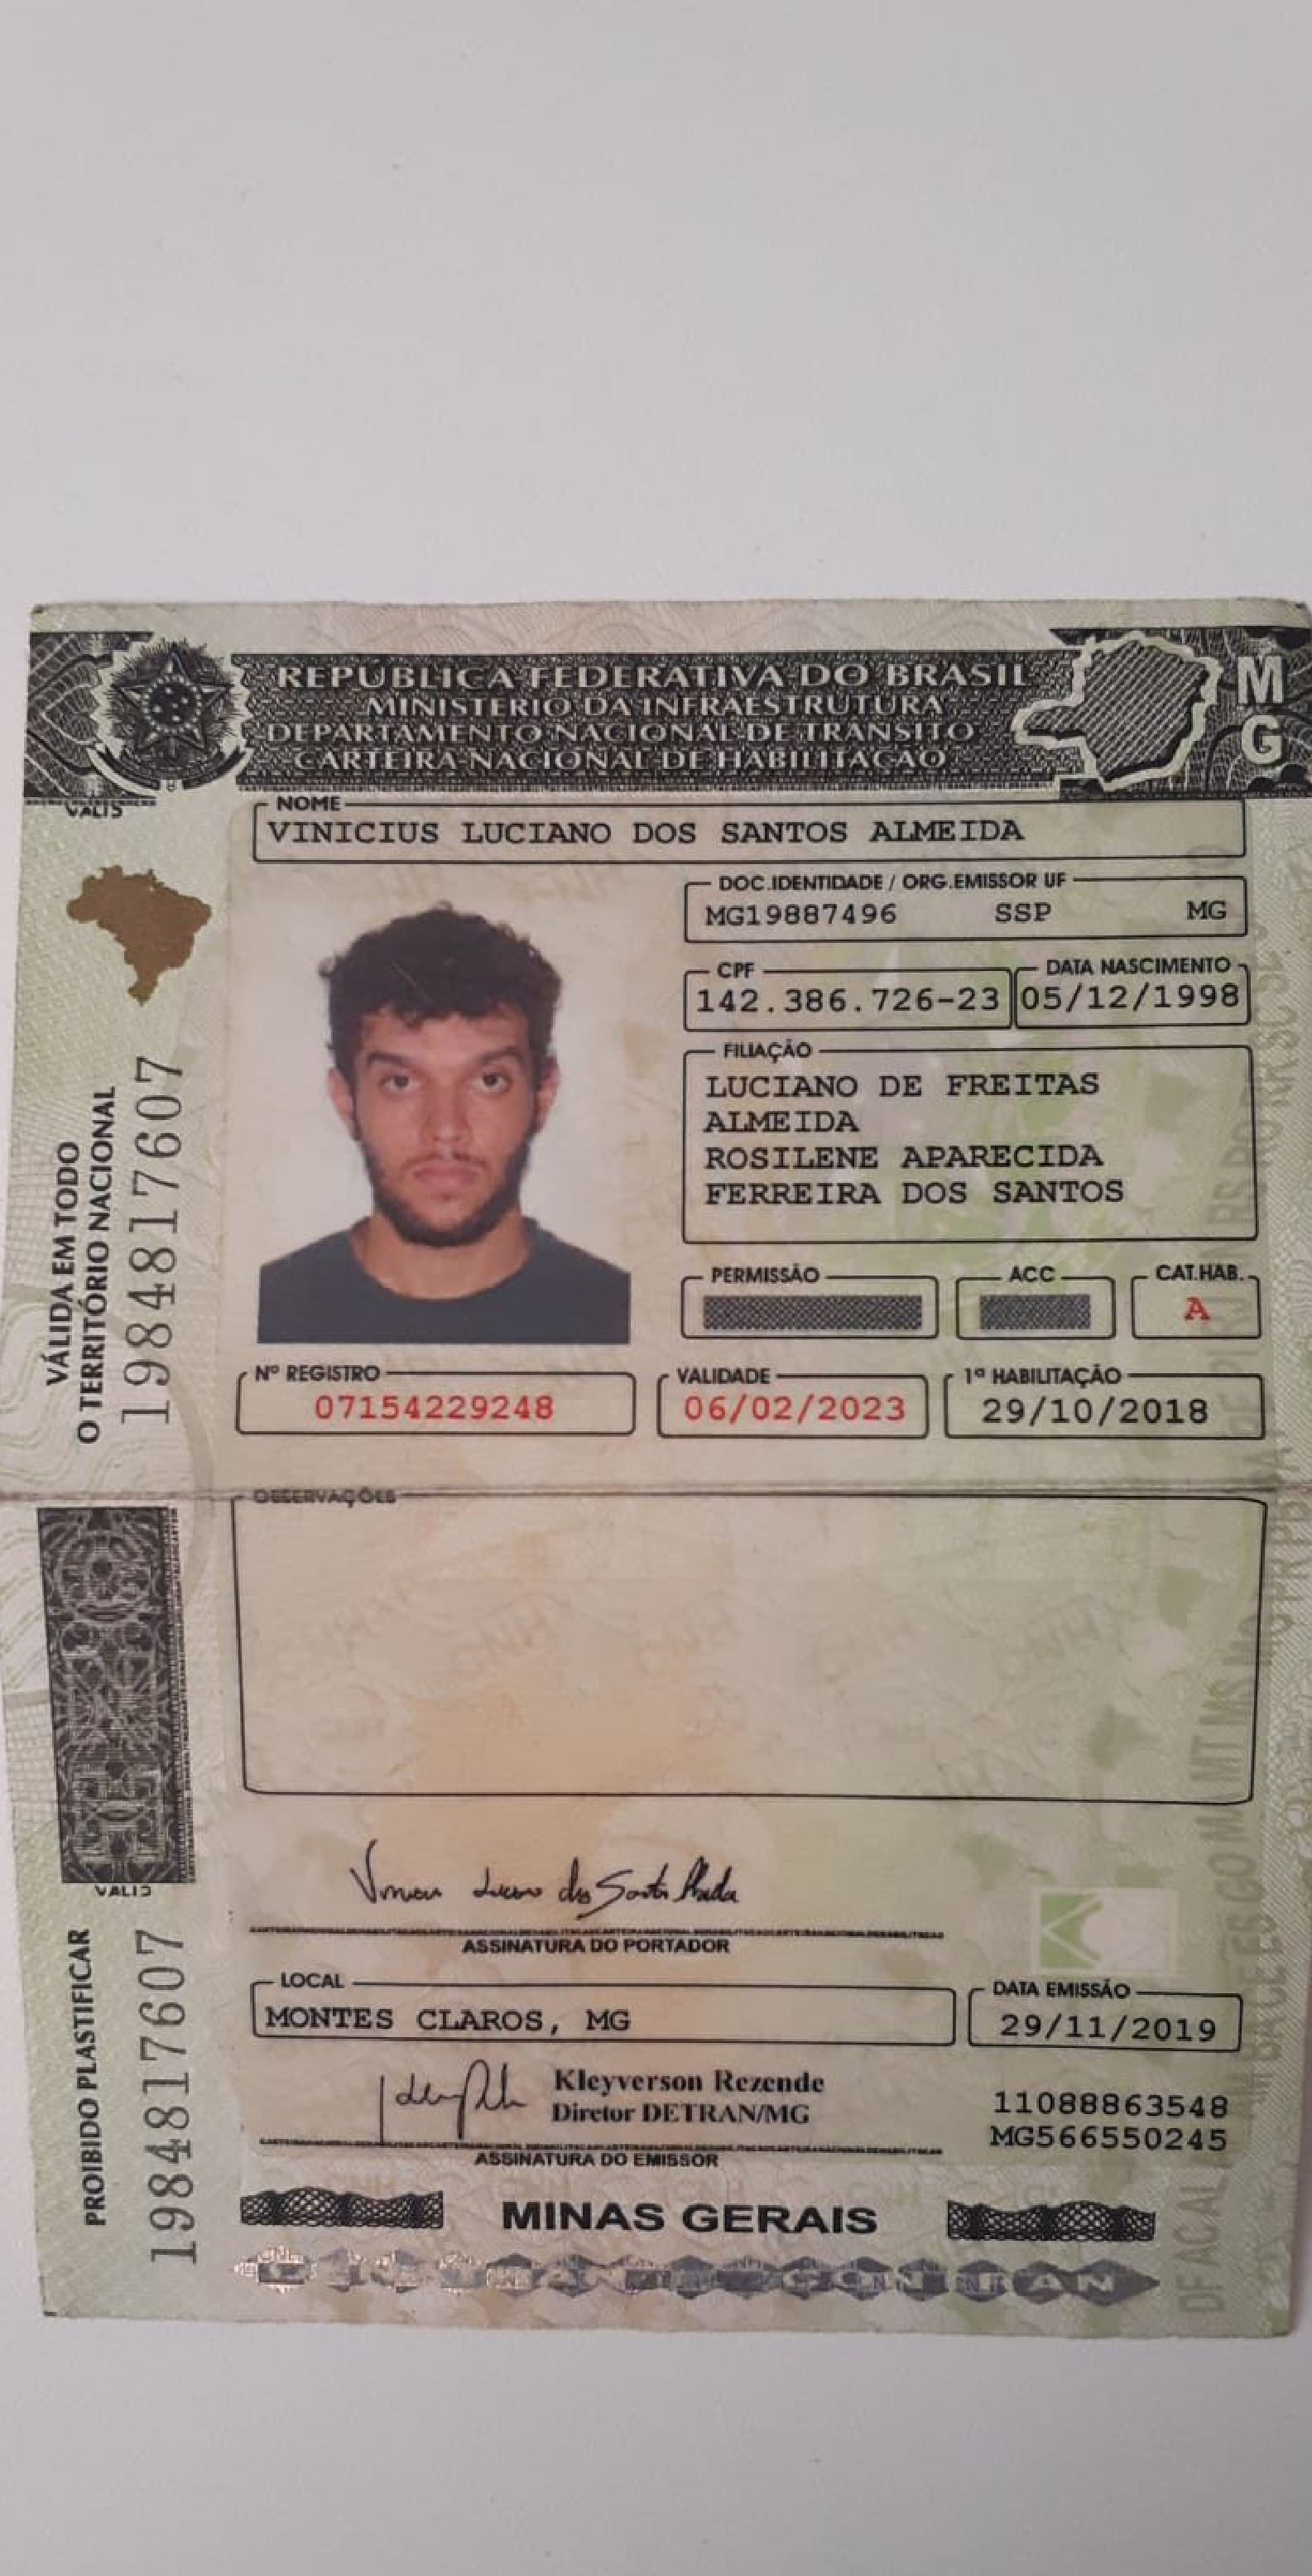 REPÚBLICA FEDERATIVA DO BRASIL
MINISTÉRIO DA INFRAESTRUTURA
DEPARTAMENTO NACIONAL DE TRÂNSITO
CARTEIRA NACIONAL DE HABILITAÇÃO
MG
NOME
VINICIUS LUCIANO DOS SANTOS ALMEIDA
DOC.IDENTIDADE / ORG.EMISSOR UF
MG19887496 SSP MG
CPF
142.386.726-23
DATA NASCIMENTO
05/12/1998
FILIAÇÃO
LUCIANO DE FREITAS
ALMEIDA
ROSILENE APARECIDA
FERREIRA DOS SANTOS
PERMISSÃO
ACC
CAT.HAB.
A
Nº REGISTRO
07154229248
VALIDADE
06/02/2023
1ª HABILITAÇÃO
29/10/2018
VÁLIDA EM TODO
O TERRITÓRIO NACIONAL
1984817607
OBSERVAÇÕES
ASSINATURA DO PORTADOR
LOCAL
MONTES CLAROS, MG
DATA EMISSÃO
29/11/2019
Kleyverson Rezende
Diretor DETRAN/MG
11088863548
MG566550245
ASSINATURA DO EMISSOR
PROIBIDO PLASTIFICAR
1984817607
MINAS GERAIS